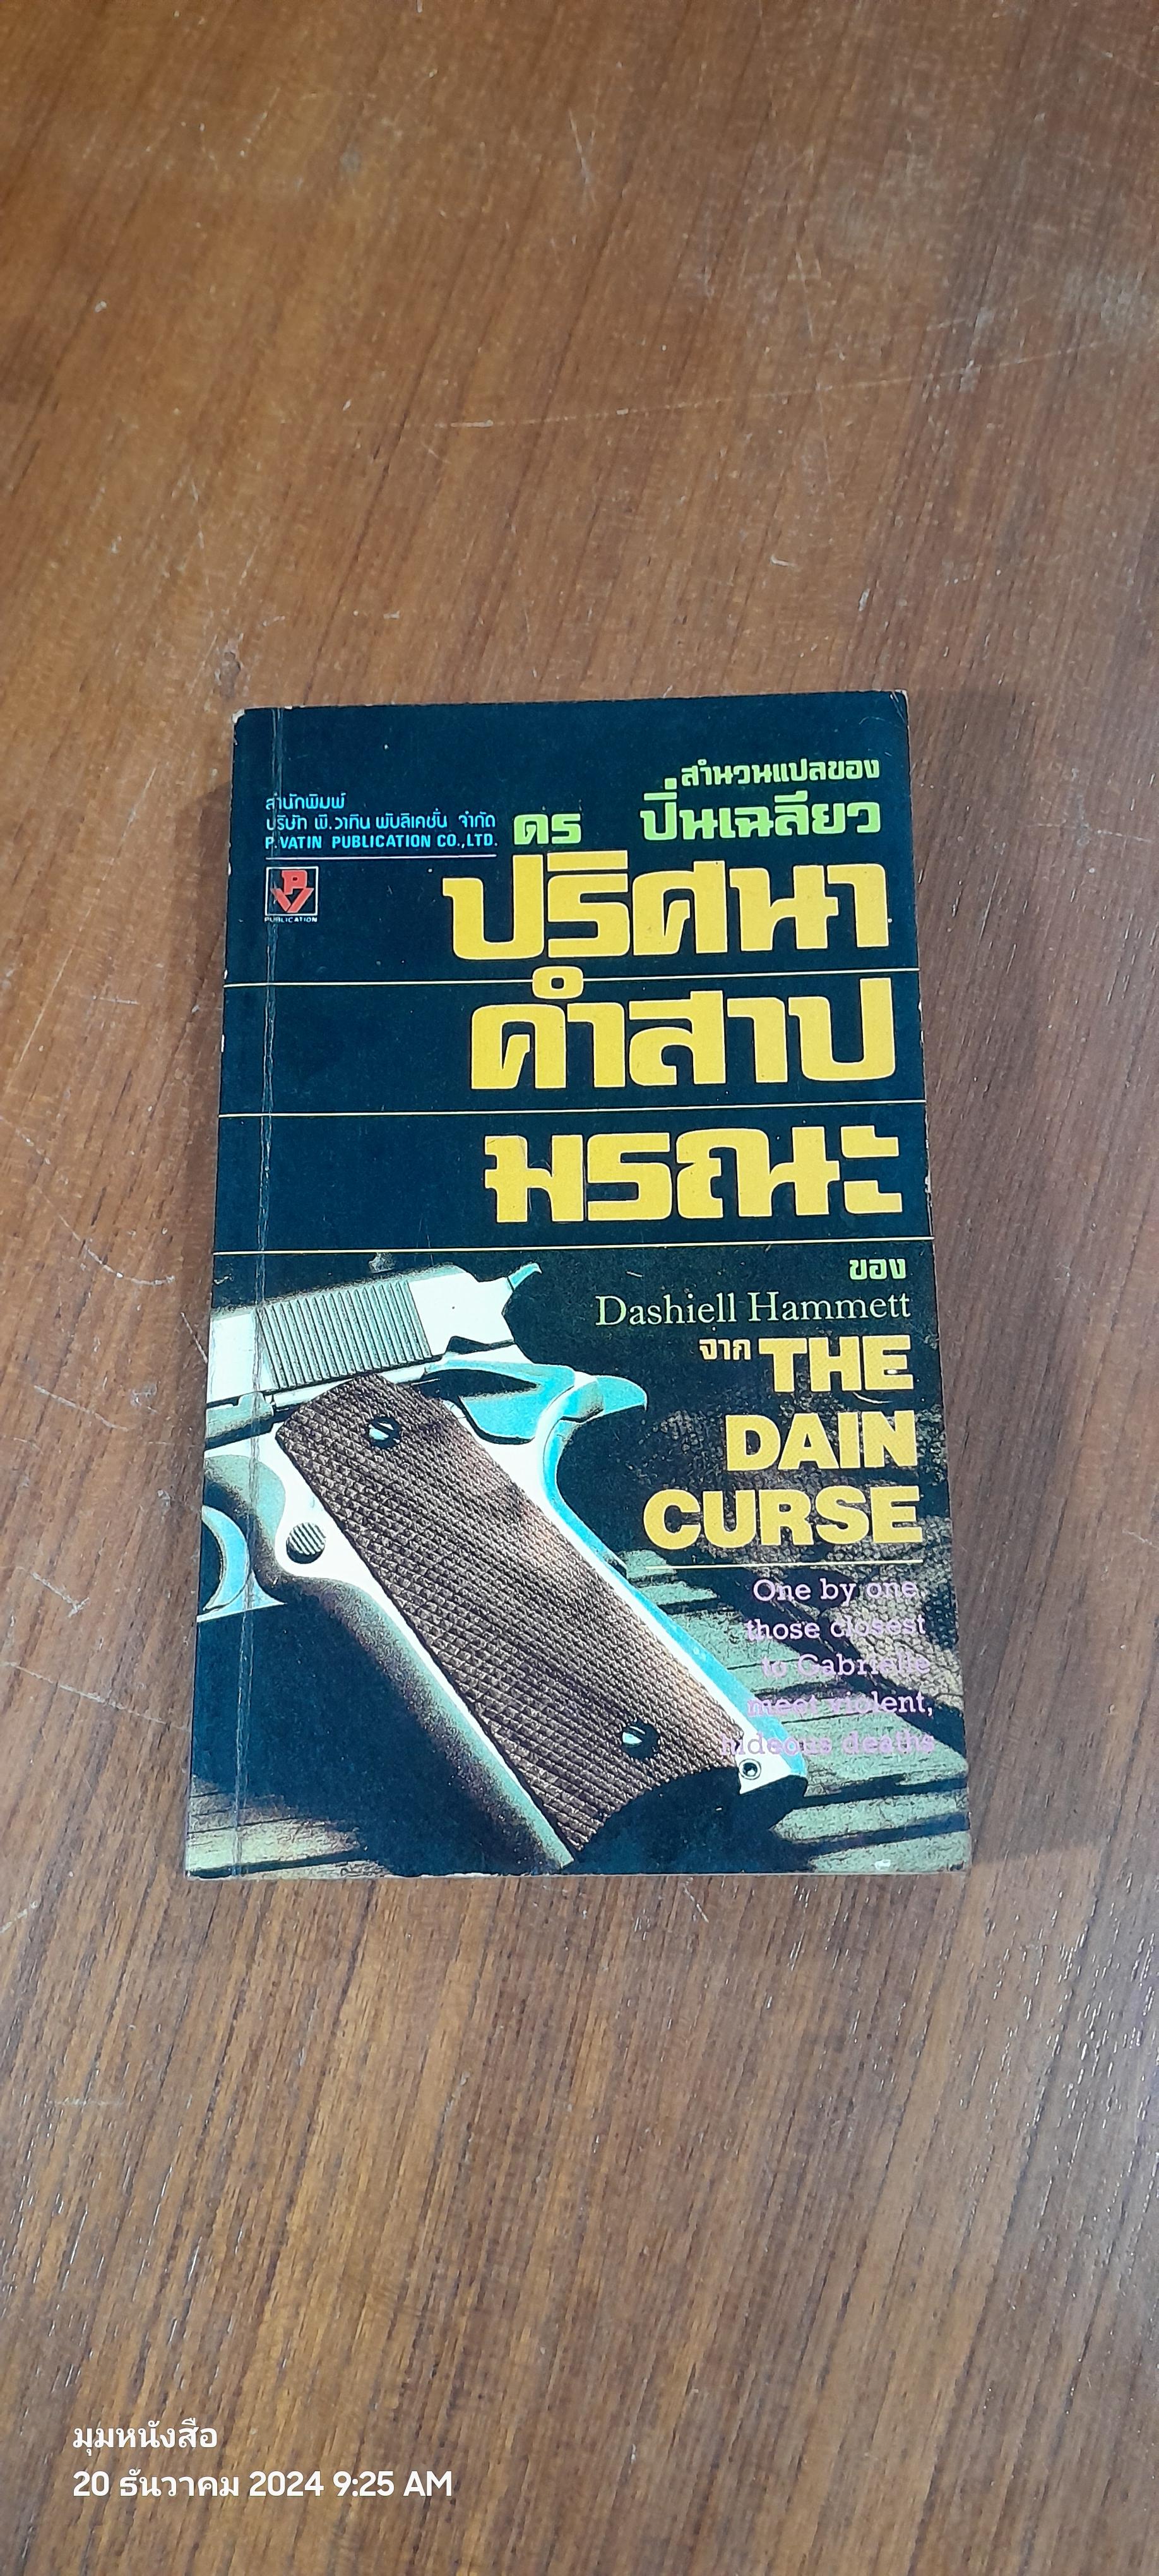 สำนวนแปลของ
ดร ปิ่นเฉลียว
สำนักพิมพ์
บริษัท พี.วาทิน พับลิเคชั่น จำกัด
P.VATIN PUBLICATION CO.,LTD.
PV
PUBLICATION
ปริศนา
คำสาป
มรณะ
ของ
Dashiell Hammett
จาก THE
DAIN
CURSE
One by one
those closest
to Gabrielle
meet violent,
hideous deaths
มุมหนังสือ
20 ธันวาคม 2024 9:25 AM